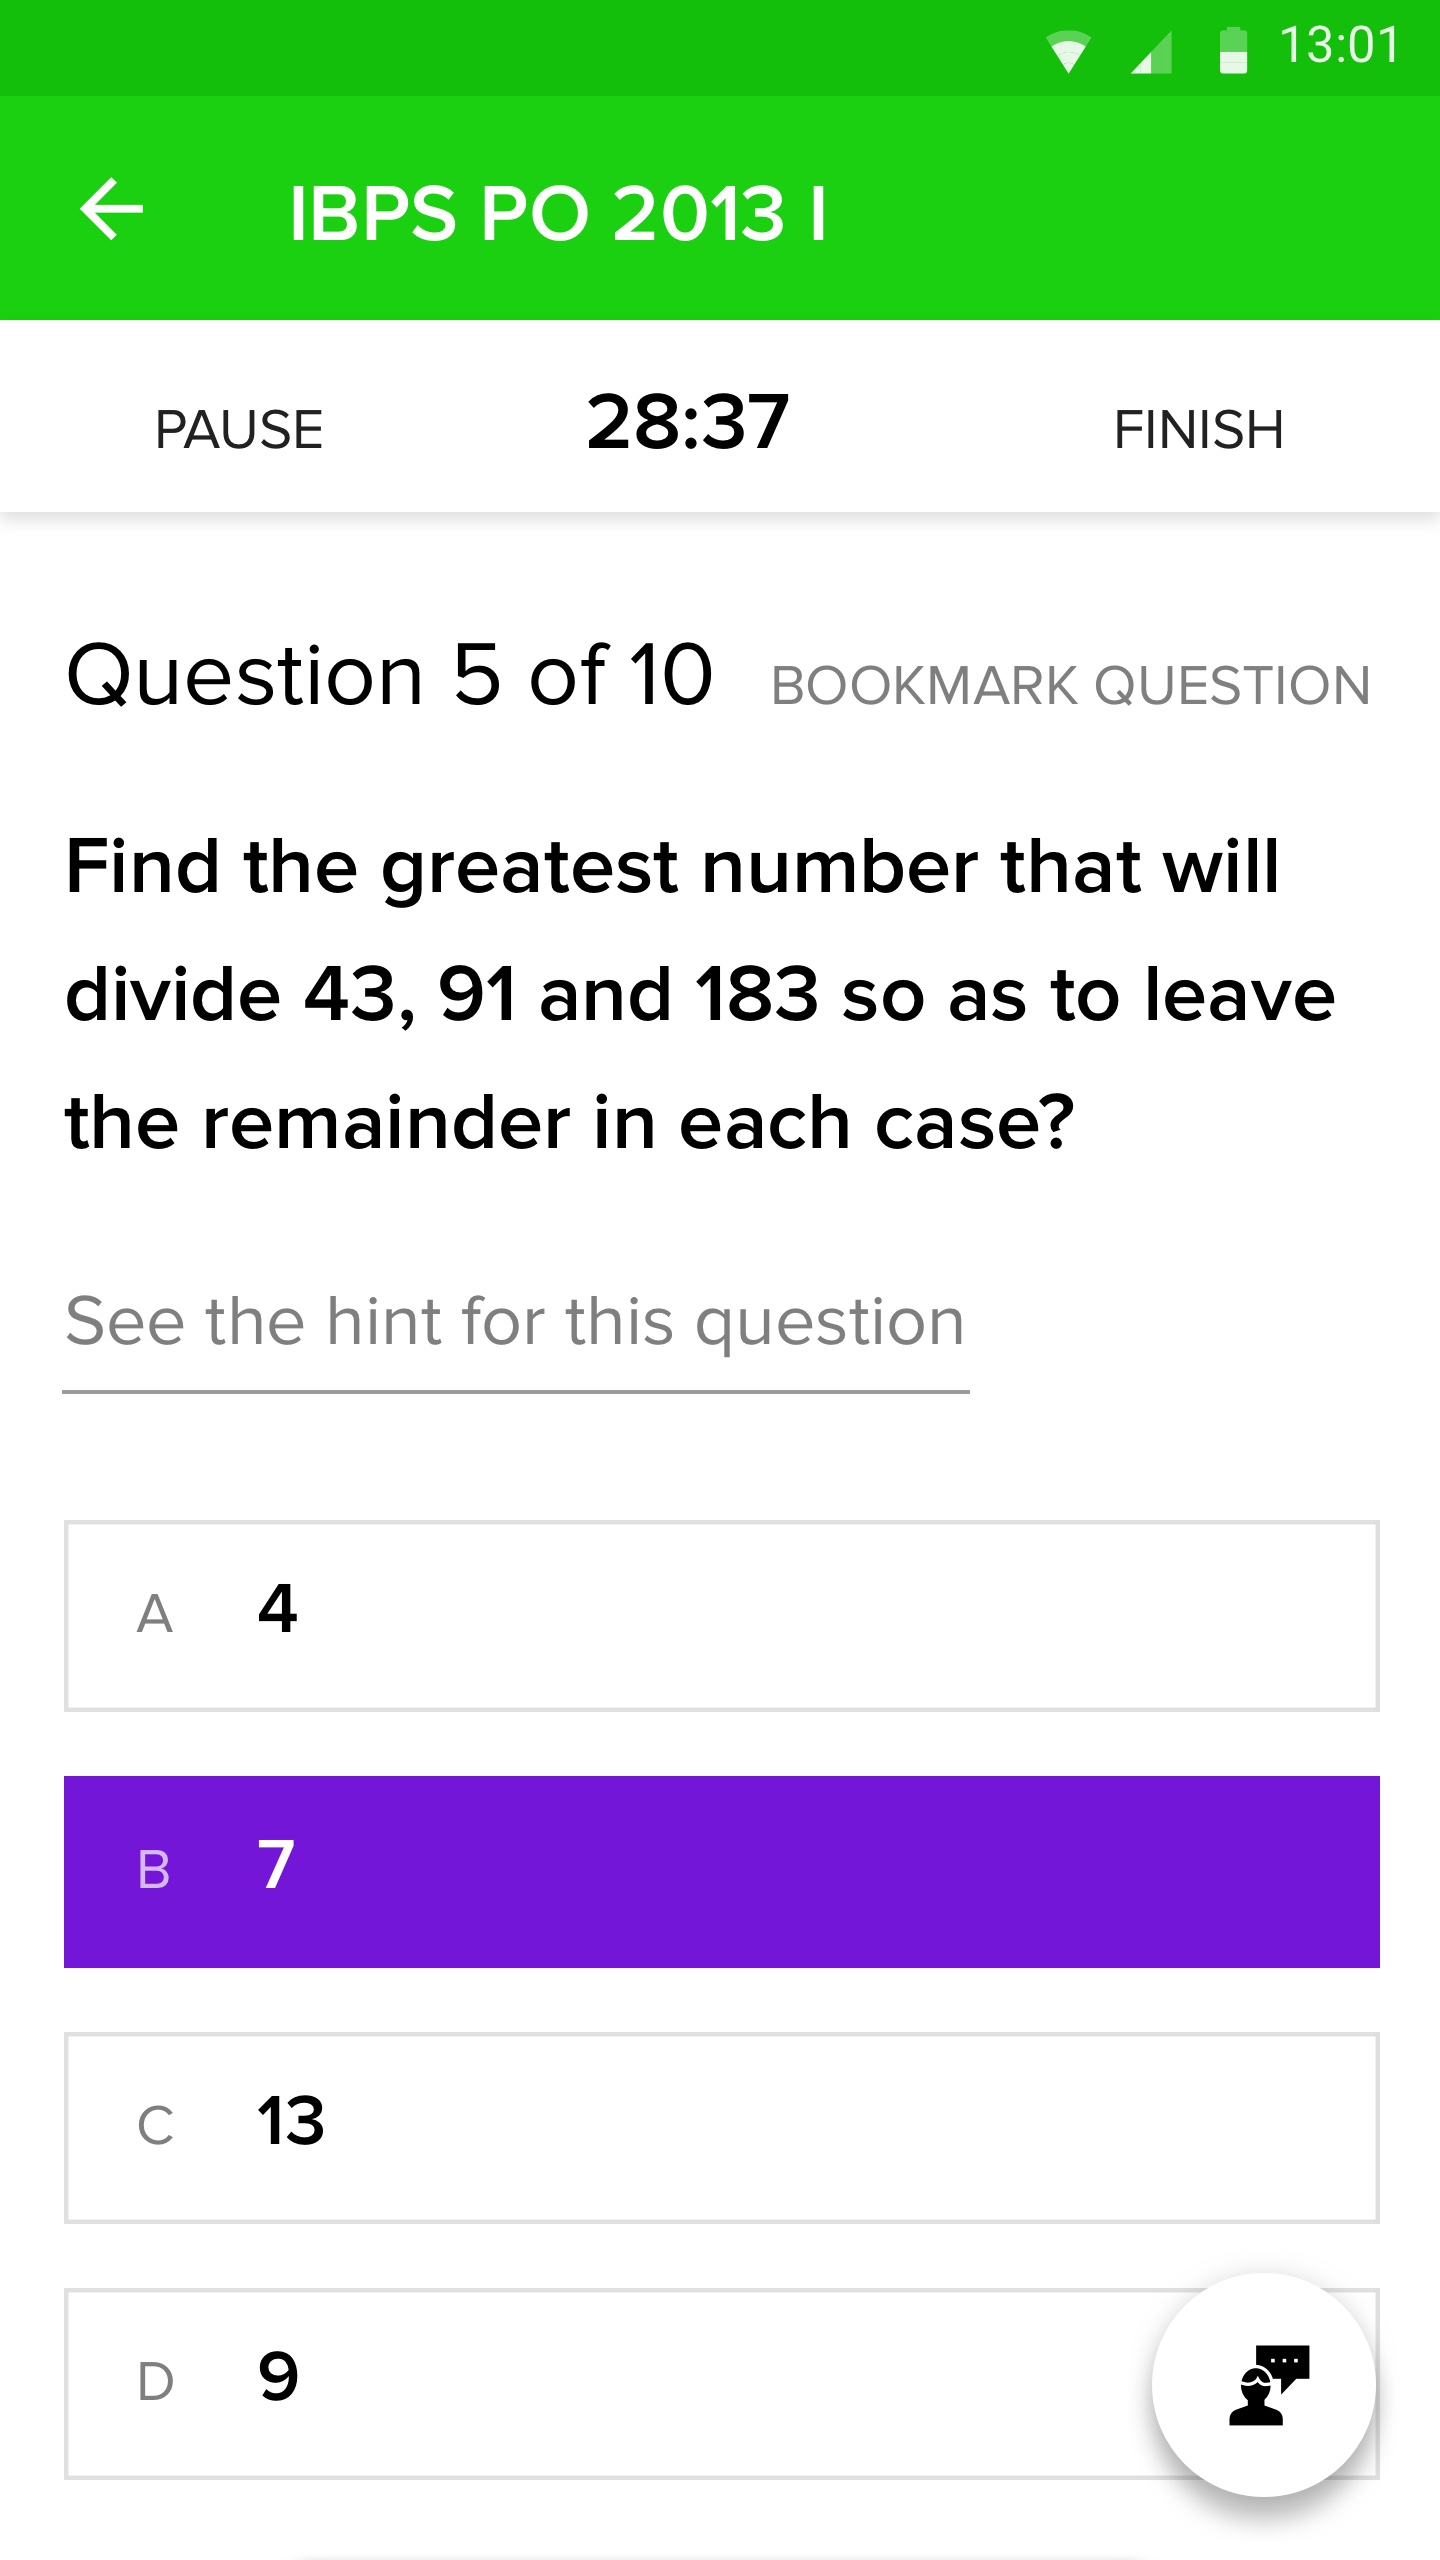 13:01
IBPS PO 2013 I
PAUSE 28:37 FINISH
Question 5 of 10 BOOKMARK QUESTION
Find the greatest number that will
divide 43, 91 and 183 so as to leave
the remainder in each case?
See the hint for this question
A 4
B 7
C 13
D 9